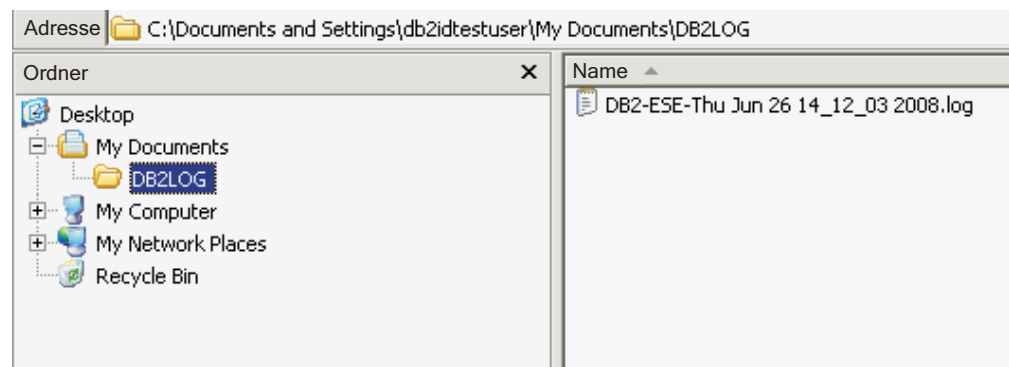 Adresse C:\Documents and Settings\db2idtestuser\My Documents\DB2LOG
Ordner
Name
Desktop
My Documents
DB2LOG
My Computer
My Network Places
Recycle Bin
DB2-ESE-Thu Jun 26 14_12_03 2008.log